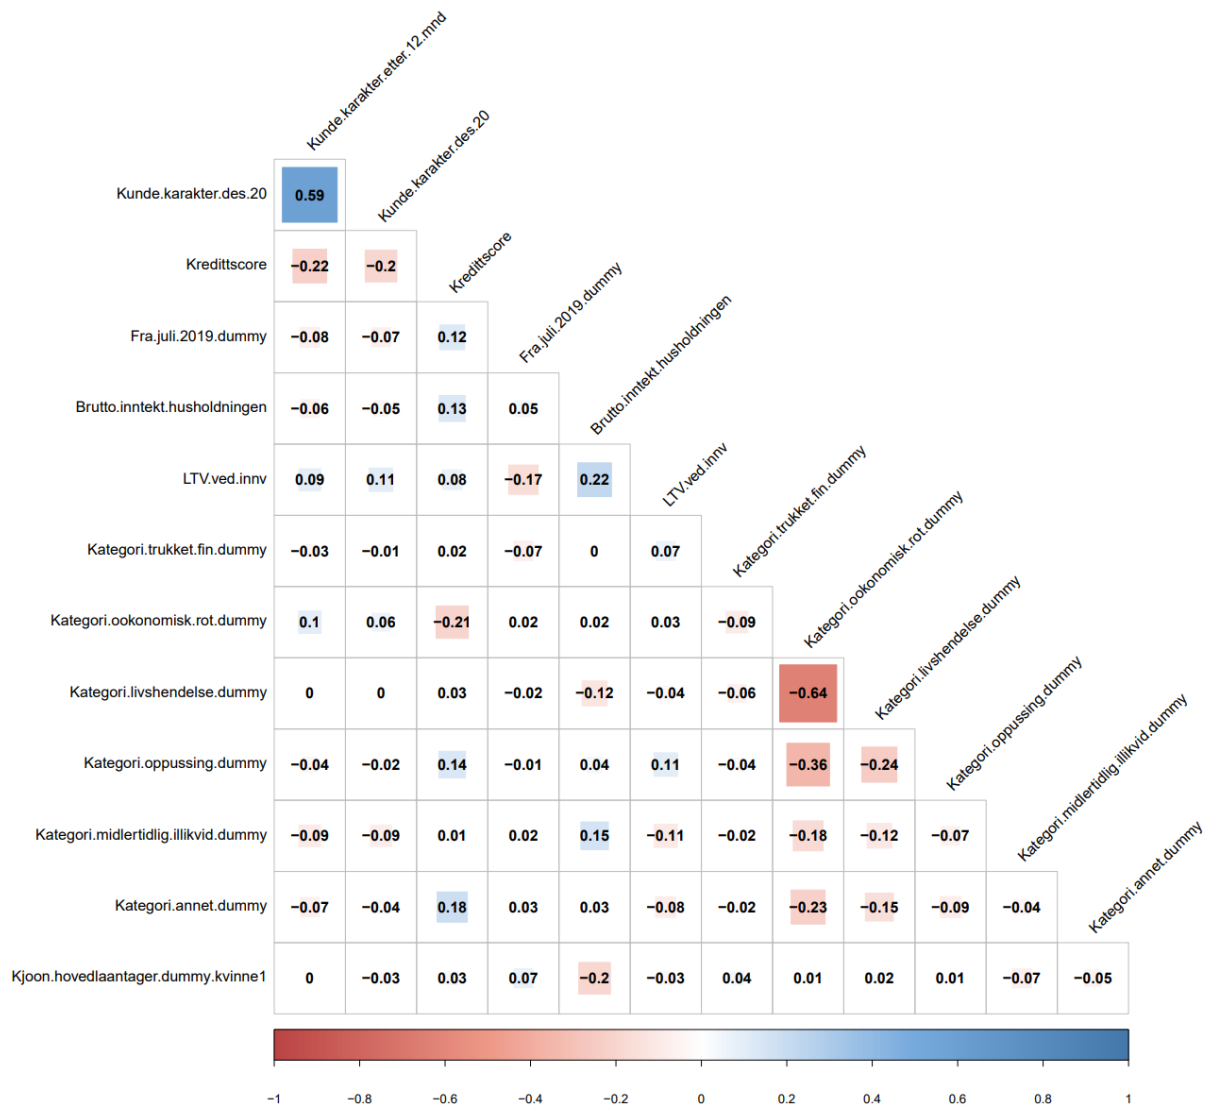 Kunde.karakter.etter.12.mnd
Kunde.karakter.des.20
Kredittscore
Fra.juli.2019.dummy
Brutto.inntekt.husholdningen
LTV.ved.innv
Kategori.trukket.fin.dummy
Kategori.ookonomisk.rot.dummy
Kategori.livshendelse.dummy
Kategori.oppussing.dummy
Kategori.midlertidlig.illikvid.dummy
Kategori.annet.dummy
Kunde.karakter.des.20 0.59
Kredittscore −0.22 −0.2
Fra.juli.2019.dummy −0.08 −0.07 0.12
Brutto.inntekt.husholdningen −0.06 −0.05 0.13 0.05
LTV.ved.innv 0.09 0.11 0.08 −0.17 0.22
Kategori.trukket.fin.dummy −0.03 −0.01 0.02 −0.07 0 0.07
Kategori.ookonomisk.rot.dummy 0.1 0.06 −0.21 0.02 0.02 0.03 −0.09
Kategori.livshendelse.dummy 0 0 0.03 −0.02 −0.12 −0.04 −0.06 −0.64
Kategori.oppussing.dummy −0.04 −0.02 0.14 −0.01 0.04 0.11 −0.04 −0.36 −0.24
Kategori.midlertidlig.illikvid.dummy −0.09 −0.09 0.01 0.02 0.15 −0.11 −0.02 −0.18 −0.12 −0.07
Kategori.annet.dummy −0.07 −0.04 0.18 0.03 0.03 −0.08 −0.02 −0.23 −0.15 −0.09 −0.04
Kjoon.hovedlaantager.dummy.kvinne1 0 −0.03 0.03 0.07 −0.2 −0.03 0.04 0.01 0.02 0.01 −0.07 −0.05
−1 −0.8 −0.6 −0.4 −0.2 0 0.2 0.4 0.6 0.8 1